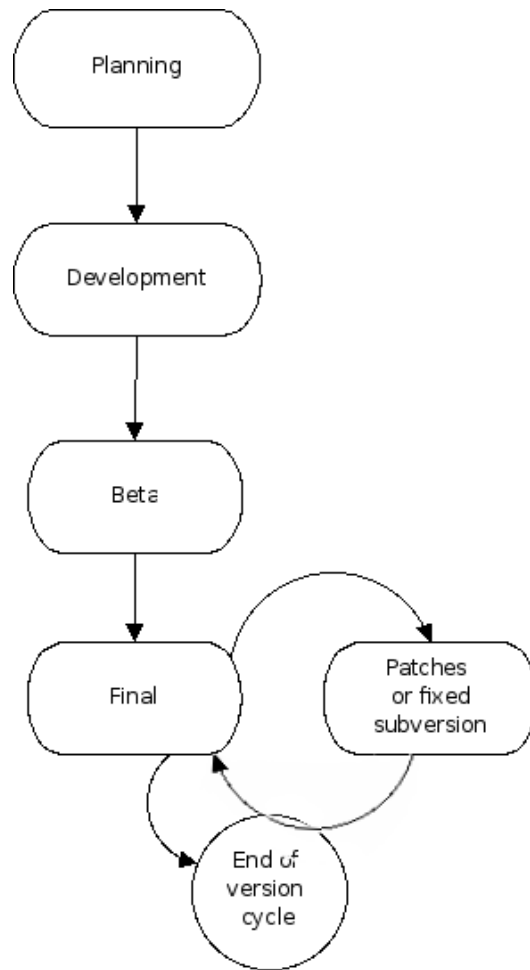 Planning
Development
Beta
Final
Patches
or fixed
subversion
End of
version
cycle